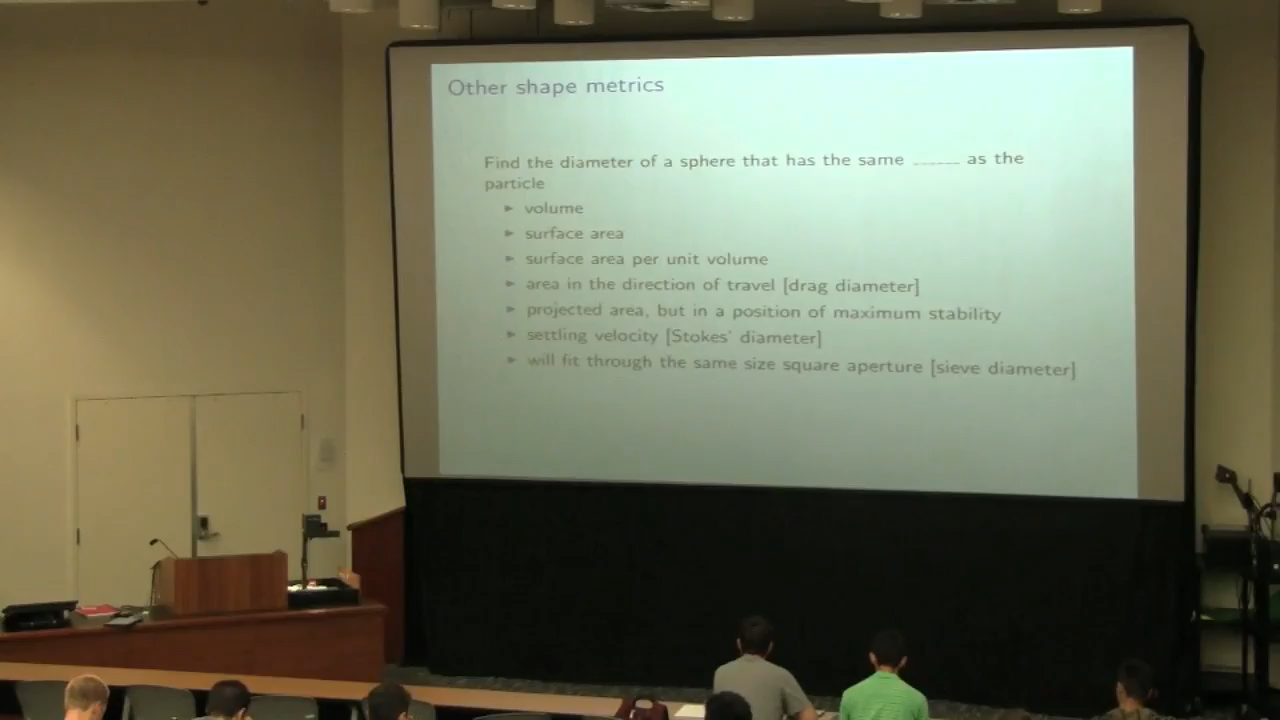 Other shape metrics
Find the diameter of a sphere that has the same ______ as the
particle
► volume
► surface area
► surface area per unit volume
► area in the direction of travel [drag diameter]
► projected area, but in a position of maximum stability
► settling velocity [Stokes' diameter]
► will fit through the same size square aperture [sieve diameter]